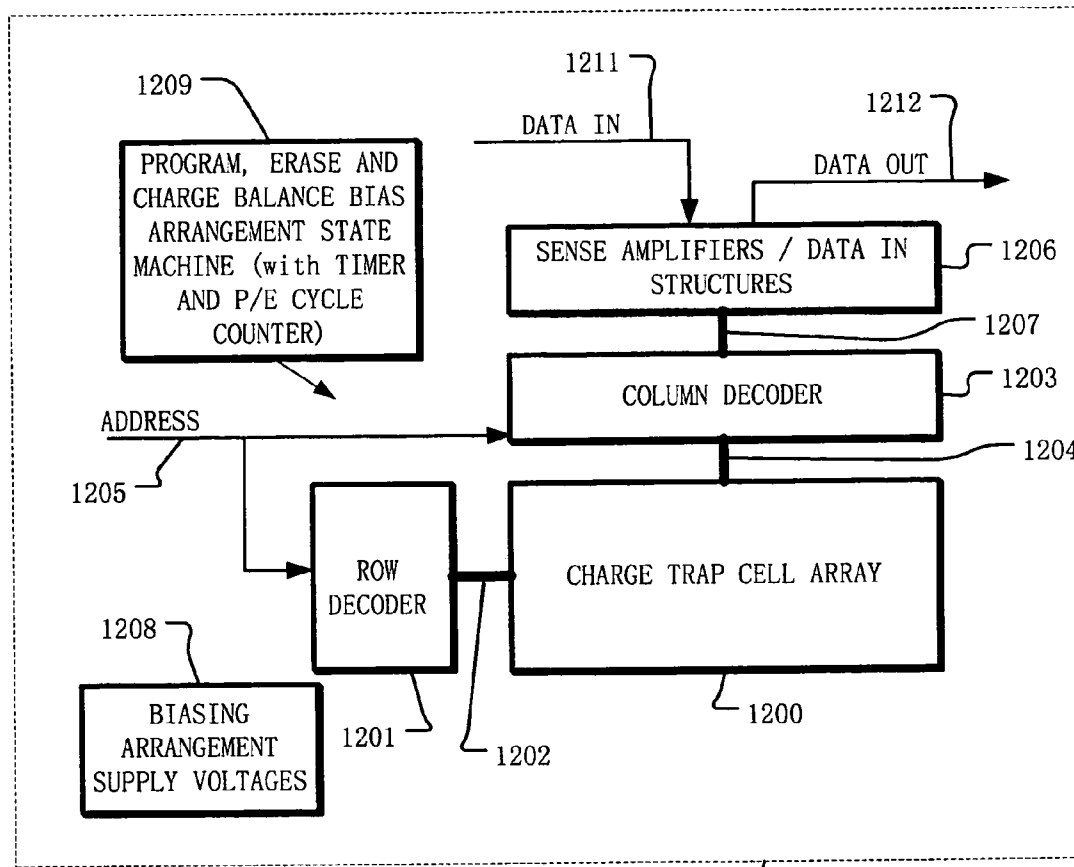 1209
1211
1212
DATA IN
DATA OUT
PROGRAM, ERASE AND
CHARGE BALANCE BIAS
ARRANGEMENT STATE
MACHINE (with TIMER
AND P/E CYCLE
COUNTER)
SENSE AMPLIFIERS / DATA IN
STRUCTURES
1206
1207
COLUMN DECODER
1203
ADDRESS
1204
1205
ROW
DECODER
CHARGE TRAP CELL ARRAY
1208
BIASING
ARRANGEMENT
SUPPLY VOLTAGES
1201
1202
1200